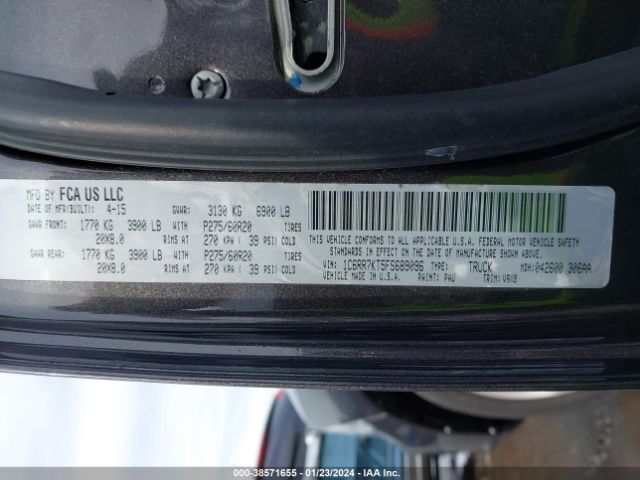 MFD BY FCA US LLC
DATE OF MFR(BUILT): 4-15 GVWR: 3130 KG 6900 LB
GAWR FRONT: 1770 KG 3900 LB WITH P275/60R20 TIRES
20X8.0 RIMS AT 270 KPA ( 39 PSI) COLD
GAWR REAR: 1770 KG 3900 LB WITH P275/60R20 TIRES
20X8.0 RIMS AT 270 KPA ( 39 PSI) COLD
THIS VEHICLE CONFORMS TO ALL APPLICABLE U.S.A. FEDERAL MOTOR VEHICLE SAFETY
STANDARDS IN EFFECT ON THE DATE OF MANUFACTURE SHOWN ABOVE.
VIN: 1C6RR7KT9FS689096 TYPE: TRUCK MDH: 042600 306AA
VEHICLE MADE IN U.S.A. PAINT: PAU TRIM: V9X8
000-38571655 - 01/23/2024 - IAA Inc.